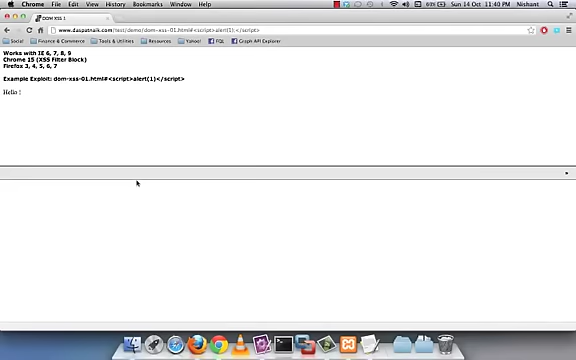 Chrome File Edit View History Bookmarks Window Help Sun 14 Oct 11:40 PM Nishant
DOM XSS 1
www.daspatnaik.com/test/demo/dom-xss-01.html#<script>alert(1);</script>
Social Finance & Commerce Tools & Utilities Resources Yahoo! FQL Graph API Explorer
Works with IE 6, 7, 8, 9
Chrome 15 (XSS Filter Block)
Firefox 3, 4, 5, 6, 7
Example Exploit: dom-xss-01.html#<script>alert(1)</script>
Hello !